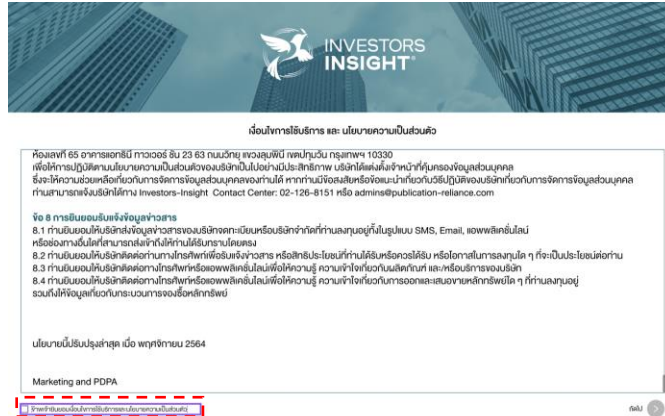 INVESTORS
INSIGHT®
เงื่อนไขการใช้บริการ และ นโยบายความเป็นส่วนตัว
ห้องเลขที่ 65 อาคารแอทธินี ทาวเวอร์ ชั้น 23 63 ถนนวิทยุ แขวงลุมพินี เขตปทุมวัน กรุงเทพฯ 10330
เพื่อให้การปฏิบัติตามนโยบายความเป็นส่วนตัวของบริษัทเป็นไปอย่างมีประสิทธิภาพ บริษัทได้แต่งตั้งเจ้าหน้าที่คุ้มครองข้อมูลส่วนบุคคล
ซึ่งจะให้ความช่วยเหลือเกี่ยวกับการจัดการข้อมูลส่วนบุคคลของท่านได้ หากท่านมีข้อสงสัยหรือข้อแนะนำเกี่ยวกับวิธีปฏิบัติของบริษัทเกี่ยวกับการจัดการข้อมูลส่วนบุคคล
ท่านสามารถแจ้งบริษัทได้ทาง Investors-Insight Contact Center: 02-126-8151 หรือ admins@publication-reliance.com
ข้อ 8 การยินยอมรับแจ้งข้อมูลข่าวสาร
8.1 ท่านยินยอมให้บริษัทส่งข้อมูลข่าวสารของบริษัทจดทะเบียนหรือบริษัทจำกัดที่ท่านลงทุนอยู่ทั้งในรูปแบบ SMS, Email, แอพพลิเคชั่นไลน์
หรือช่องทางอื่นใดที่สามารถส่งเข้าถึงให้ท่านได้รับทราบโดยตรง
8.2 ท่านยินยอมให้บริษัทติดต่อท่านทางโทรศัพท์เพื่อรับแจ้งข่าวสาร หรือสิทธิประโยชน์ที่ท่านได้รับหรือควรได้รับ หรือโอกาสในการลงทุนใด ๆ ที่จะเป็นประโยชน์ต่อท่าน
8.3 ท่านยินยอมให้บริษัทติดต่อทางโทรศัพท์หรือแอพพลิเคชั่นไลน์เพื่อให้ความรู้ ความเข้าใจเกี่ยวกับผลิตภัณฑ์ และ/หรือบริการของบริษัท
8.4 ท่านยินยอมให้บริษัทติดต่อทางโทรศัพท์หรือแอพพลิเคชั่นไลน์เพื่อให้ความรู้ ความเข้าใจเกี่ยวกับการออกและเสนอขายหลักทรัพย์ใด ๆ ที่ท่านลงทุนอยู่
รวมถึงให้ข้อมูลเกี่ยวกับกระบวนการจองซื้อหลักทรัพย์
นโยบายนี้ปรับปรุงล่าสุด เมื่อ พฤศจิกายน 2564
Marketing and PDPA
ข้าพเจ้ายินยอมเงื่อนไขการใช้บริการและนโยบายความเป็นส่วนตัว
ถัดไป